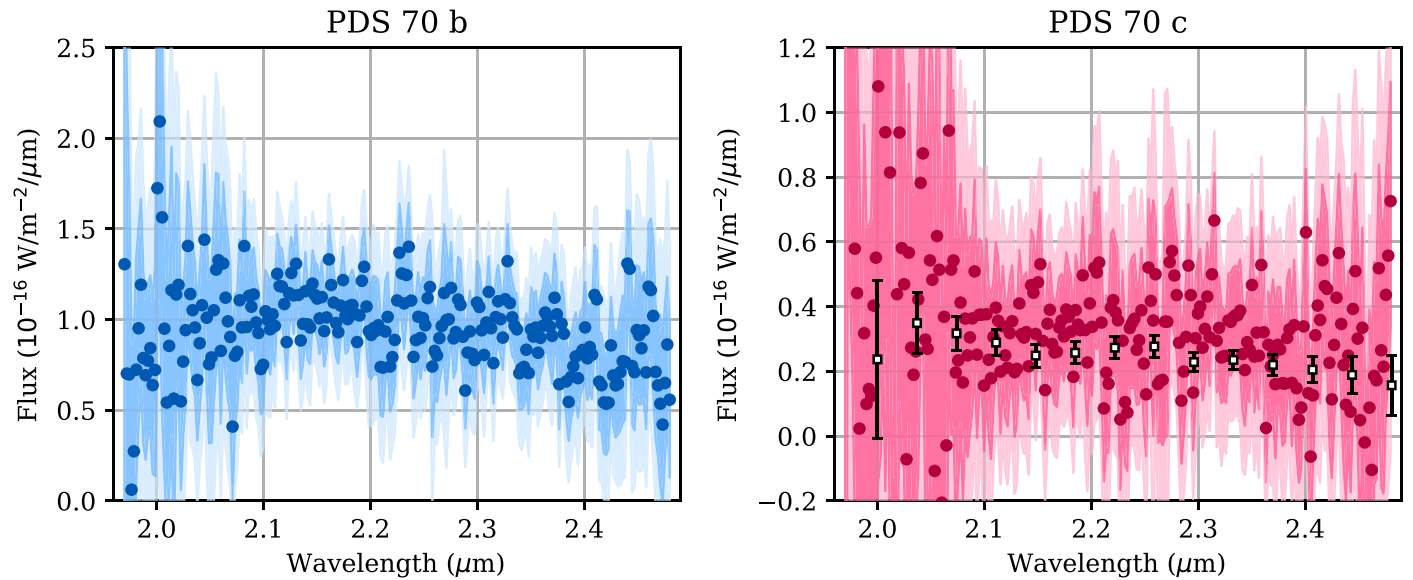 PDS 70 b
PDS 70 c
2.5
2.0
1.5
1.0
0.5
0.0
Flux (10⁻¹⁶ W/m⁻²/μm)
2.0 2.1 2.2 2.3 2.4
Wavelength (μm)
1.2
1.0
0.8
0.6
0.4
0.2
0.0
−0.2
Flux (10⁻¹⁶ W/m⁻²/μm)
2.0 2.1 2.2 2.3 2.4
Wavelength (μm)